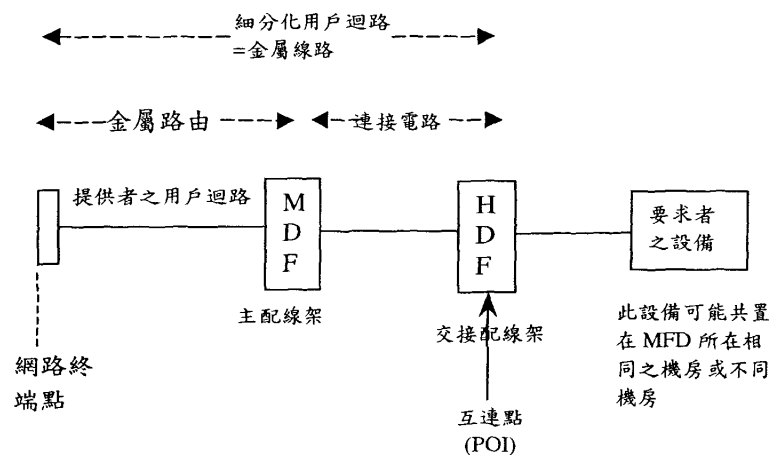 細分化用戶迴路
=金屬線路
金屬路由
連接電路
提供者之用戶迴路
M
D
F
H
D
F
要求者
之設備
主配線架
交接配線架
此設備可能共置
在 MFD 所在相
同之機房或不同
機房
網路終
端點
互連點
(POI)